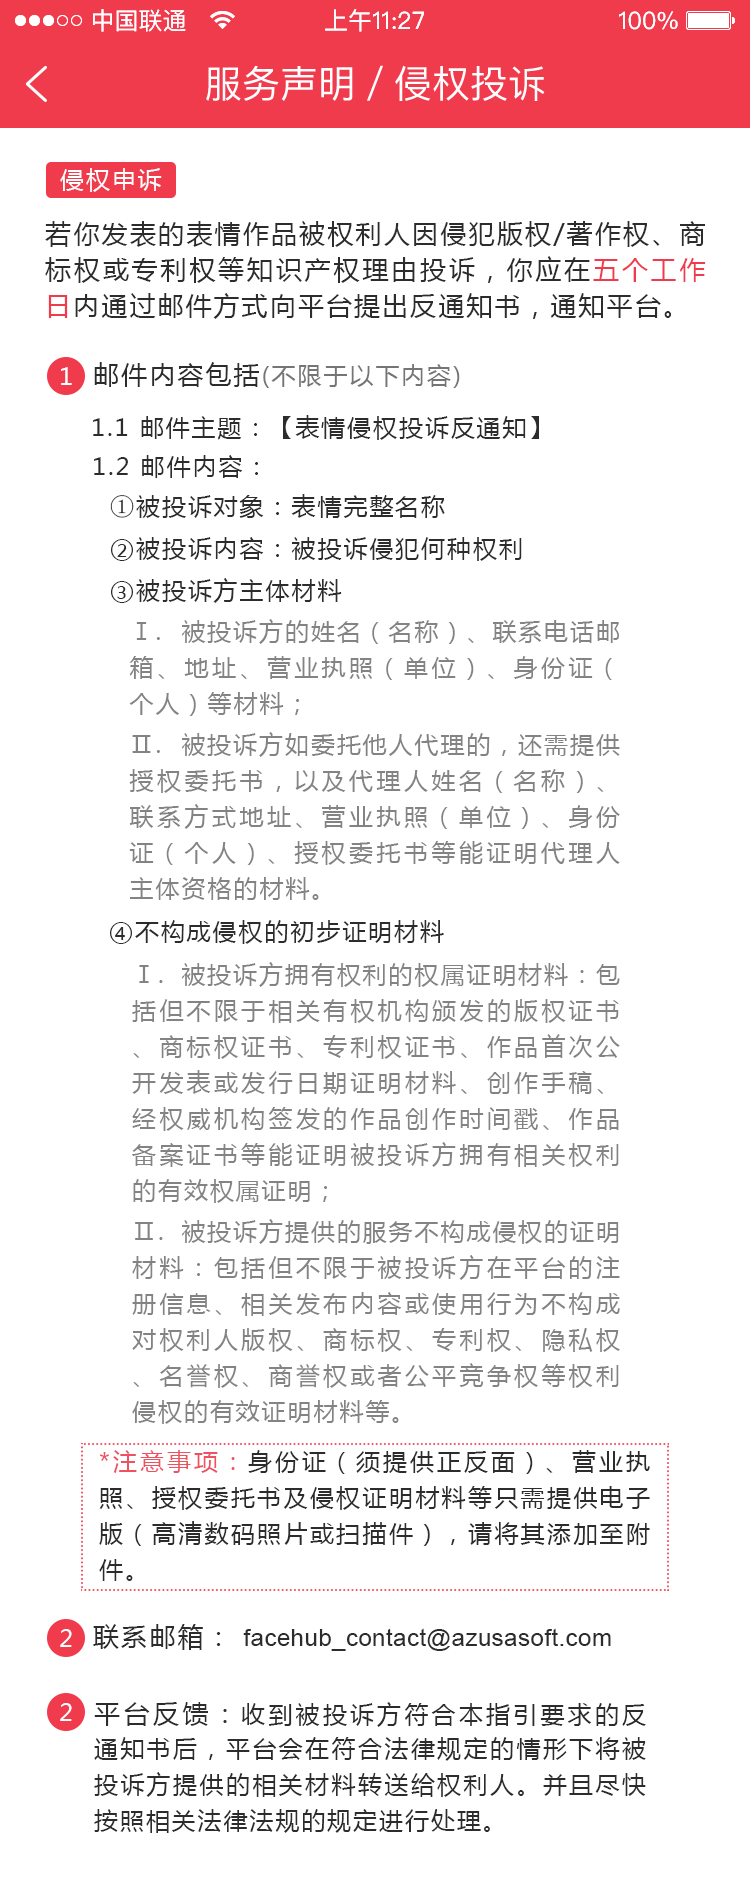 中国联通 上午11:27 100%
服务声明 / 侵权投诉
侵权申诉
若你发表的表情作品被权利人因侵犯版权/著作权、商
标权或专利权等知识产权理由投诉，你应在五个工作
日内通过邮件方式向平台提出反通知书，通知平台。
1 邮件内容包括(不限于以下内容)
1.1 邮件主题：【表情侵权投诉反通知】
1.2 邮件内容：
①被投诉对象：表情完整名称
②被投诉内容：被投诉侵犯何种权利
③被投诉方主体材料
Ⅰ．被投诉方的姓名（名称）、联系电话邮
箱、地址、营业执照（单位）、身份证（
个人）等材料；
Ⅱ．被投诉方如委托他人代理的，还需提供
授权委托书，以及代理人姓名（名称）、
联系方式地址、营业执照（单位）、身份
证（个人）、授权委托书等能证明代理人
主体资格的材料。
④不构成侵权的初步证明材料
Ⅰ．被投诉方拥有权利的权属证明材料：包
括但不限于相关有权机构颁发的版权证书
、商标权证书、专利权证书、作品首次公
开发表或发行日期证明材料、创作手稿、
经权威机构签发的作品创作时间戳、作品
备案证书等能证明被投诉方拥有相关权利
的有效权属证明；
Ⅱ．被投诉方提供的服务不构成侵权的证明
材料：包括但不限于被投诉方在平台的注
册信息、相关发布内容或使用行为不构成
对权利人版权、商标权、专利权、隐私权
、名誉权、商誉权或者公平竞争权等权利
侵权的有效证明材料等。
*注意事项：身份证（须提供正反面）、营业执
照、授权委托书及侵权证明材料等只需提供电子
版（高清数码照片或扫描件），请将其添加至附
件。
2 联系邮箱： facehub_contact@azusasoft.com
2 平台反馈：收到被投诉方符合本指引要求的反
通知书后，平台会在符合法律规定的情形下将被
投诉方提供的相关材料转送给权利人。并且尽快
按照相关法律法规的规定进行处理。